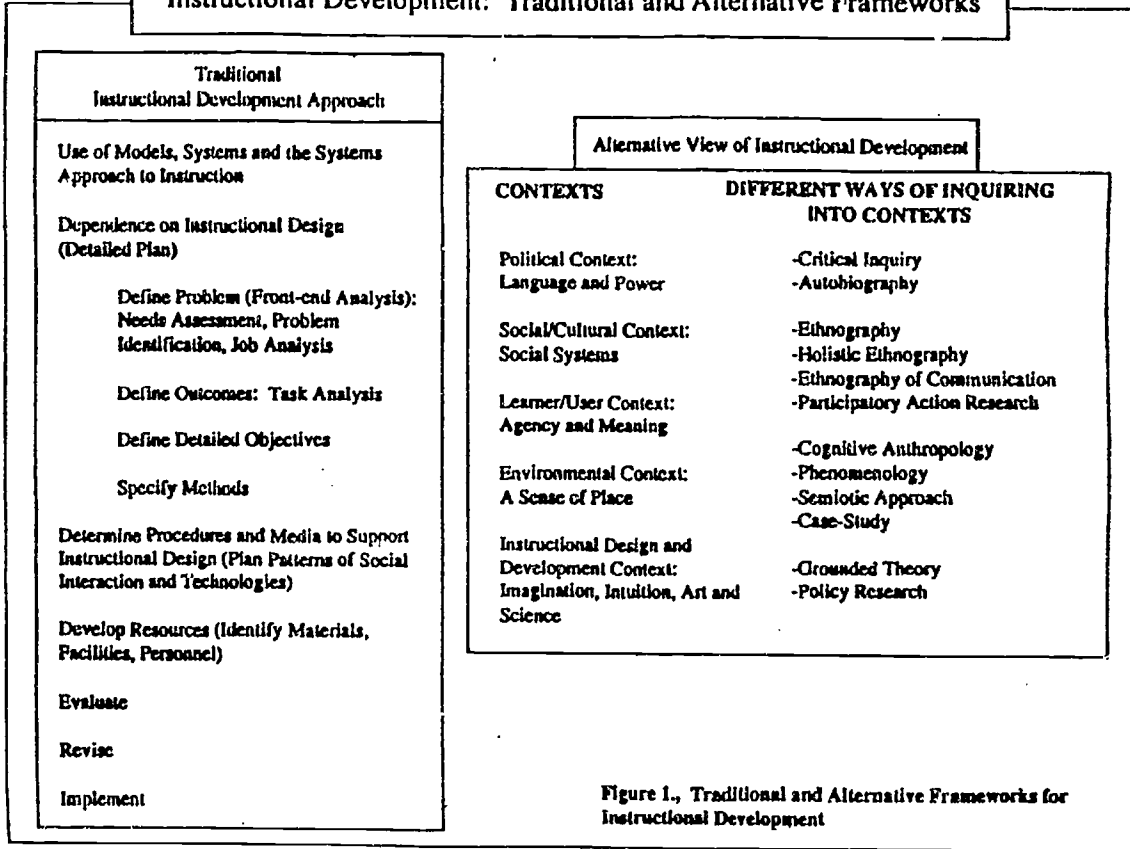 Instructional Development: Traditional and Alternative Frameworks
Traditional
Instructional Development Approach
Use of Models, Systems and the Systems
Approach to Instruction
Dependence on Instructional Design
(Detailed Plan)
Define Problem (Front-end Analysis):
Needs Assessment, Problem
Identification, Job Analysis
Define Outcomes: Task Analysis
Define Detailed Objectives
Specify Methods
Determine Procedures and Media to Support
Instructional Design (Plan Patterns of Social
Interaction and Technologies)
Develop Resources (Identify Materials,
Facilities, Personnel)
Evaluate
Revise
Implement
Alternative View of Instructional Development
CONTEXTS
Political Context:
Language and Power
Social/Cultural Context:
Social Systems
Learner/User Context:
Agency and Meaning
Environmental Context:
A Sense of Place
Instructional Design and
Development Context:
Imagination, Intuition, Art and
Science
DIFFERENT WAYS OF INQUIRING
INTO CONTEXTS
-Critical Inquiry
-Autobiography
-Ethnography
-Holistic Ethnography
-Ethnography of Communication
-Participatory Action Research
-Cognitive Anthropology
-Phenomenology
-Semiotic Approach
-Case-Study
-Grounded Theory
-Policy Research
Figure 1., Traditional and Alternative Frameworks for
Instructional Development